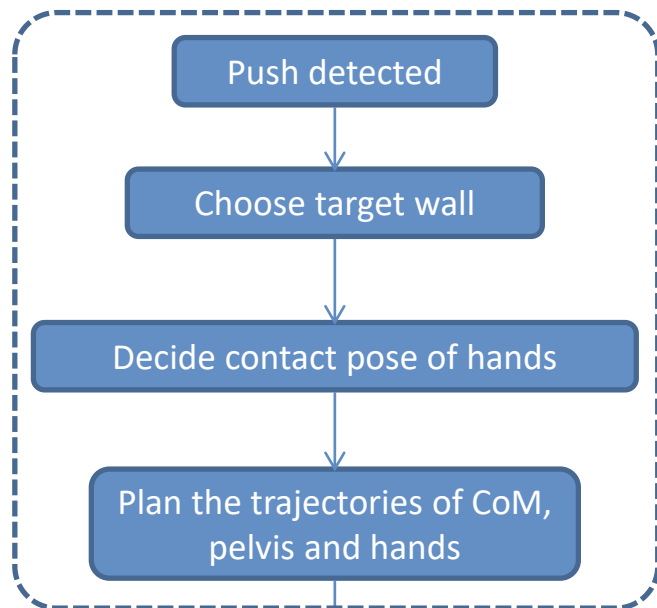 Push detected
Choose target wall
Decide contact pose of hands
Plan the trajectories of CoM,
pelvis and hands